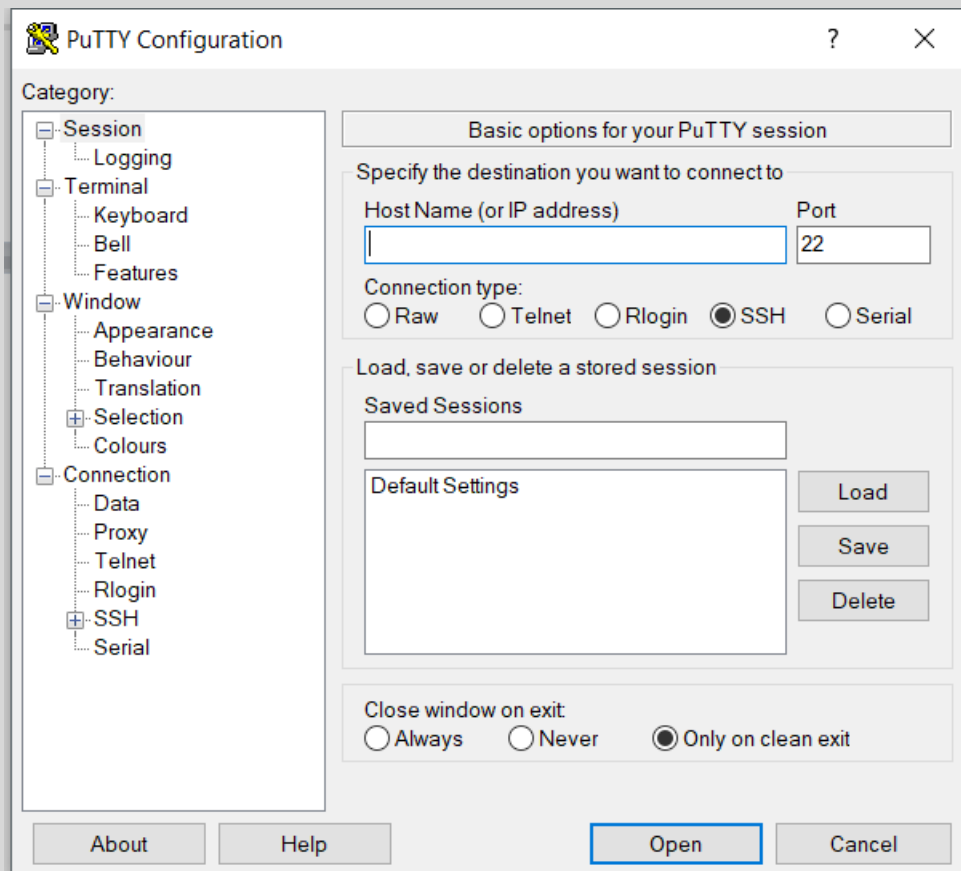 PuTTY Configuration
?
Category:
Session
Logging
Terminal
Keyboard
Bell
Features
Window
Appearance
Behaviour
Translation
Selection
Colours
Connection
Data
Proxy
Telnet
Rlogin
SSH
Serial
Basic options for your PuTTY session
Specify the destination you want to connect to
Host Name (or IP address) Port
22
Connection type:
Raw Telnet Rlogin SSH Serial
Load, save or delete a stored session
Saved Sessions
Default Settings
Load
Save
Delete
Close window on exit:
Always Never Only on clean exit
About Help Open Cancel